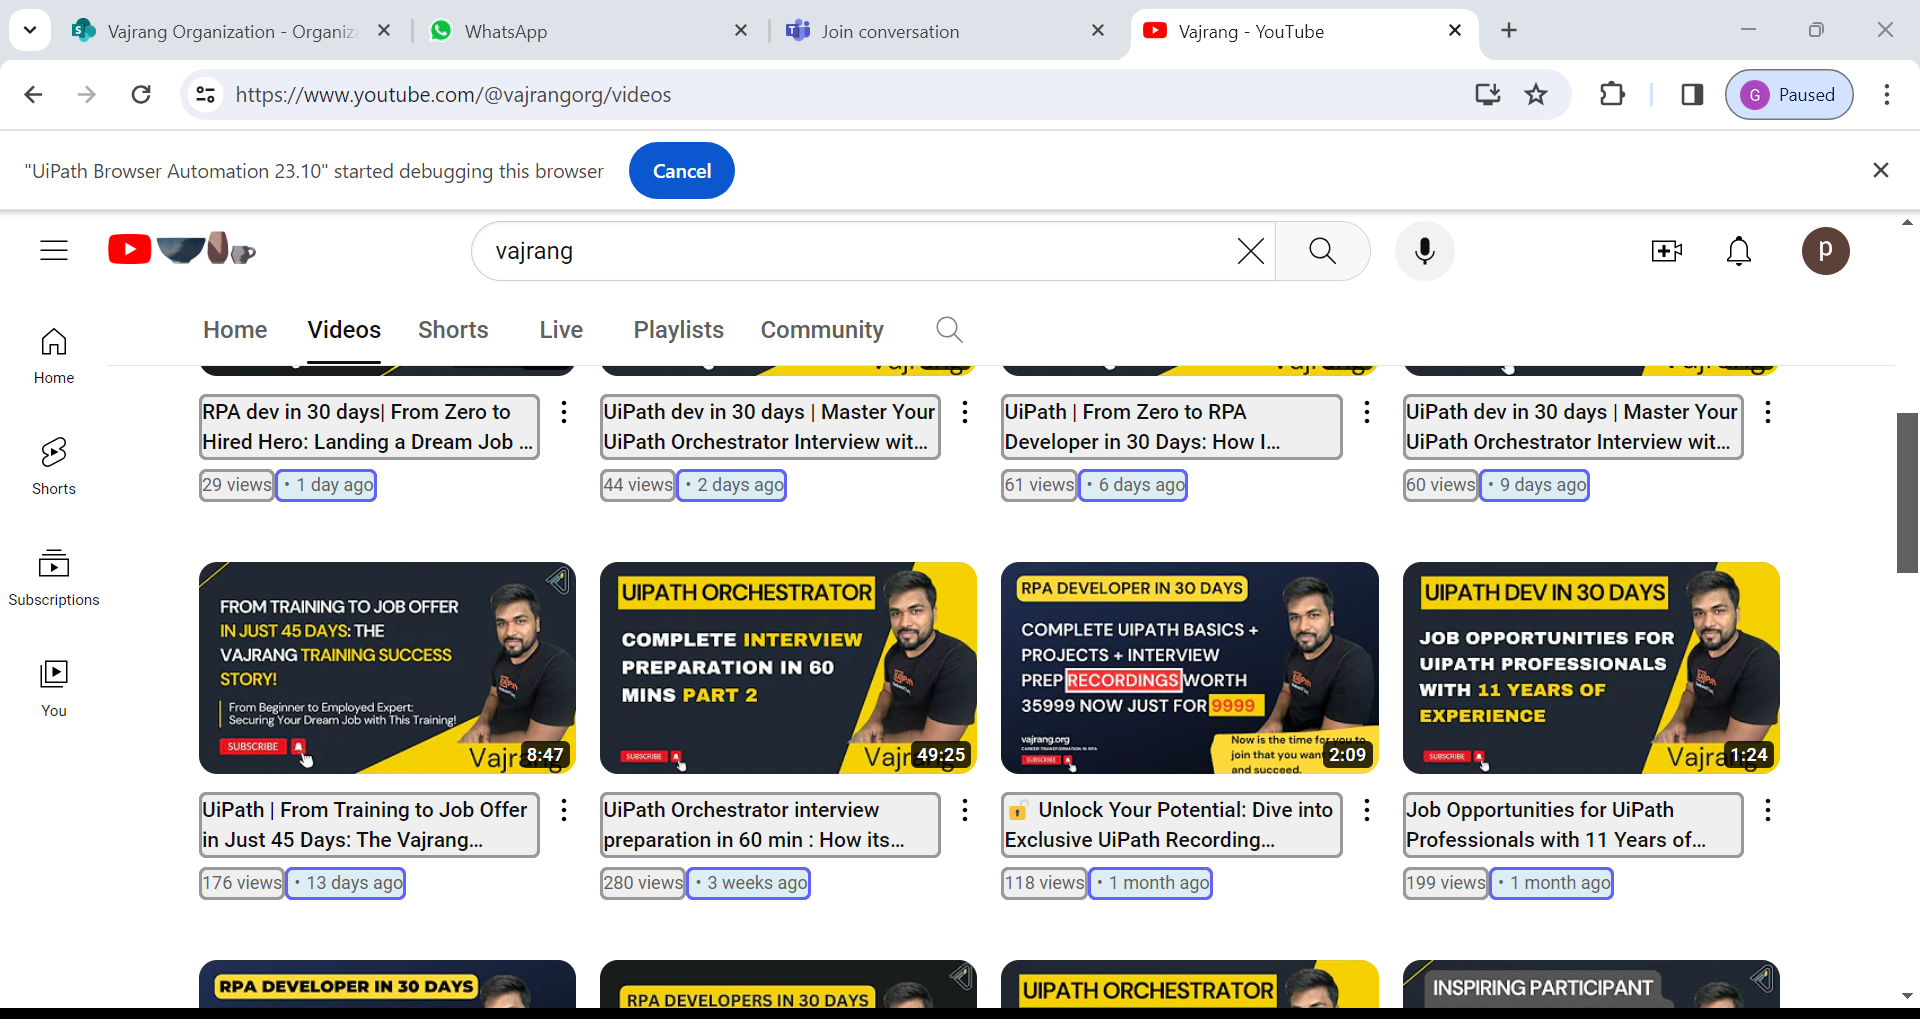 Vajrang Organization - Organiz
WhatsApp
Join conversation
Vajrang - YouTube
https://www.youtube.com/@vajrangorg/videos
G
Paused
"UiPath Browser Automation 23.10" started debugging this browser
Cancel
vajrang
p
Home
Videos
Shorts
Live
Playlists
Community
Home
Shorts
Subscriptions
You
RPA dev in 30 days| From Zero to
Hired Hero: Landing a Dream Job ...
29 views • 1 day ago
UiPath dev in 30 days | Master Your
UiPath Orchestrator Interview wit...
44 views • 2 days ago
UiPath | From Zero to RPA
Developer in 30 Days: How I...
61 views • 6 days ago
UiPath dev in 30 days | Master Your
UiPath Orchestrator Interview wit...
60 views • 9 days ago
FROM TRAINING TO JOB OFFER
IN JUST 45 DAYS: THE
VAJRANG TRAINING SUCCESS
STORY!
From Beginner to Employed Expert:
Securing Your Dream Job with This Training!
SUBSCRIBE
Vajrang
8:47
UiPath | From Training to Job Offer
in Just 45 Days: The Vajrang...
176 views • 13 days ago
UIPATH ORCHESTRATOR
COMPLETE INTERVIEW
PREPARATION IN 60
MINS PART 2
SUBSCRIBE
49:25
UiPath Orchestrator interview
preparation in 60 min : How its...
280 views • 3 weeks ago
RPA DEVELOPER IN 30 DAYS
COMPLETE UIPATH BASICS +
PROJECTS + INTERVIEW
PREP RECORDINGS WORTH
35999 NOW JUST FOR 9999
vajrang.org
CAREER TRANSFORMATION IN RPA
SUBSCRIBE
Now is the time for you to
join that you want
and succeed.
2:09
🔓 Unlock Your Potential: Dive into
Exclusive UiPath Recording...
118 views • 1 month ago
UIPATH DEV IN 30 DAYS
JOB OPPORTUNITIES FOR
UIPATH PROFESSIONALS
WITH 11 YEARS OF
EXPERIENCE
SUBSCRIBE
1:24
Job Opportunities for UiPath
Professionals with 11 Years of...
199 views • 1 month ago
RPA DEVELOPER IN 30 DAYS
RPA DEVELOPERS IN 30 DAYS
UIPATH ORCHESTRATOR
INSPIRING PARTICIPANT